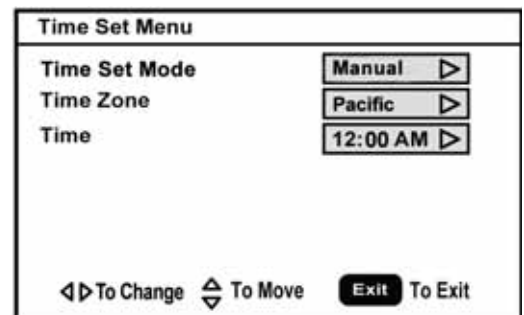 Time Set Menu
Time Set Mode Manual
Time Zone Pacific
Time 12:00 AM
To Change To Move Exit To Exit